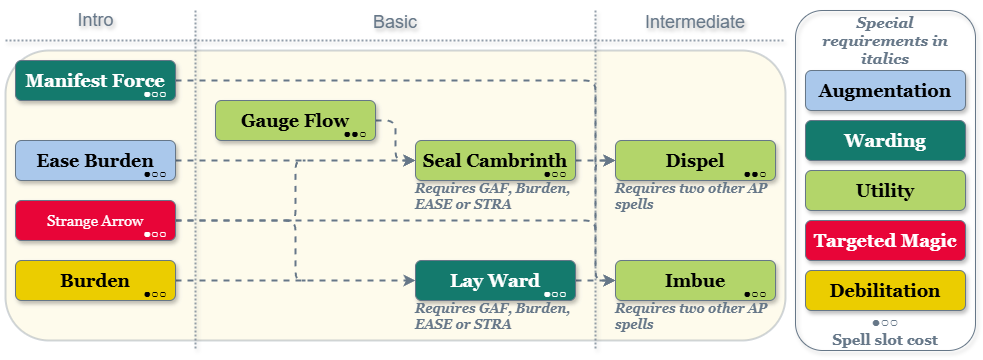 Intro
Basic
Intermediate
Manifest Force
Gauge Flow
Ease Burden
Seal Cambrinth
Requires GAF, Burden,
EASE or STRA
Dispel
Requires two other AP
spells
Strange Arrow
Burden
Lay Ward
Requires GAF, Burden,
EASE or STRA
Imbue
Requires two other AP
spells
Special
requirements in
italics
Augmentation
Warding
Utility
Targeted Magic
Debilitation
Spell slot cost